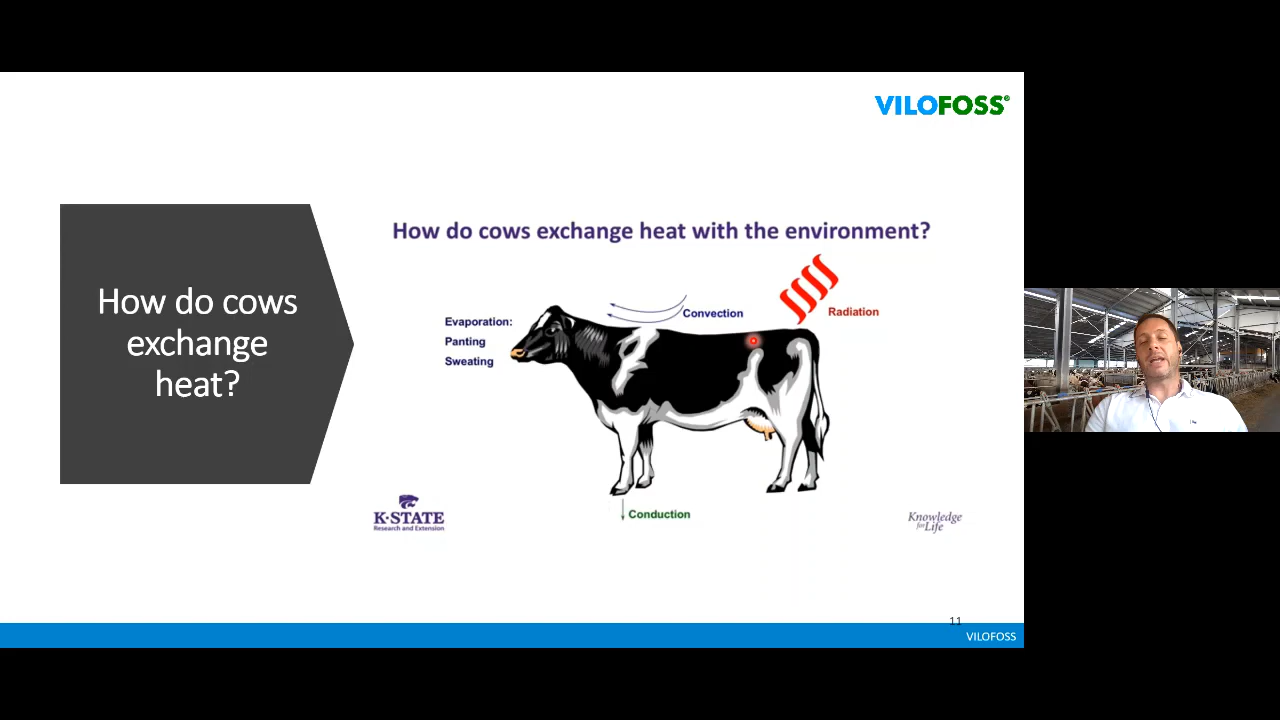 VILOFOSS®
How do cows
exchange
heat?
How do cows exchange heat with the environment?
Evaporation:
Panting
Sweating
Convection
Radiation
Conduction
K-STATE
Research and Extension
Knowledge
for Life
11
VILOFOSS